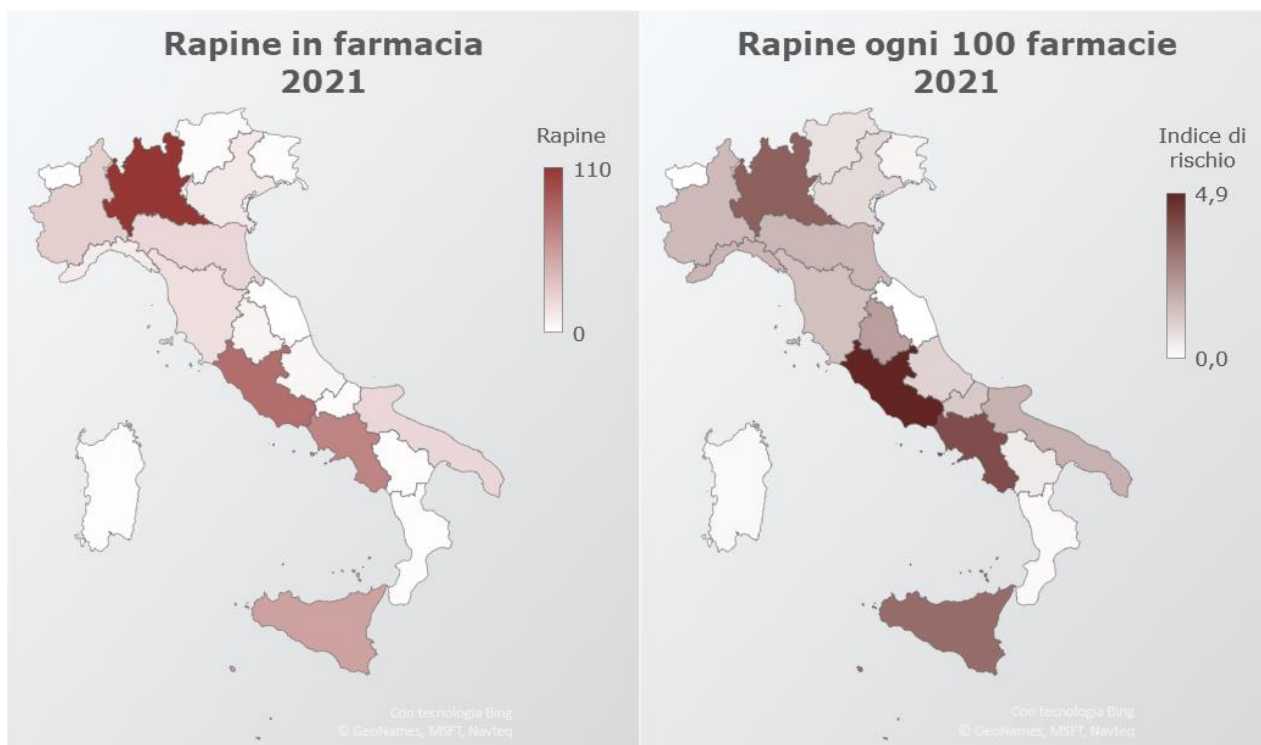 Rapine in farmacia
2021
Rapine
110
0
Con tecnologia Bing
© GeoNames, MSFT, Navteq
Rapine ogni 100 farmacie
2021
Indice di
rischio
4,9
0,0
Con tecnologia Bing
© GeoNames, MSFT, Navteq